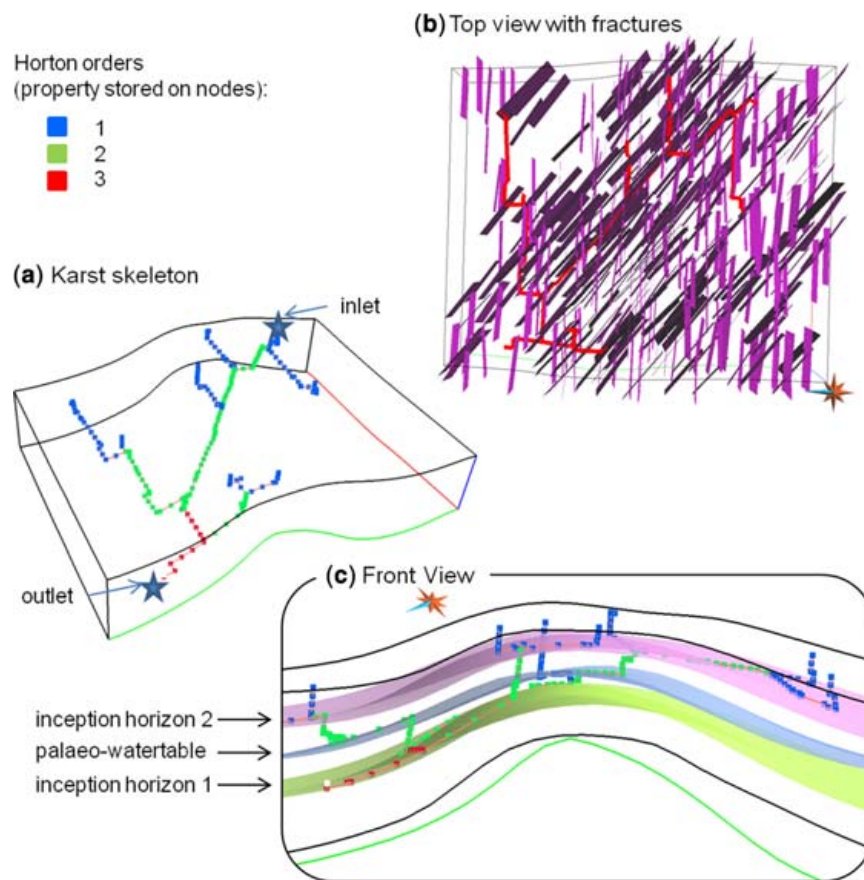 (b) Top view with fractures
Horton orders
(property stored on nodes):
1
2
3
(a) Karst skeleton
inlet
outlet
(c) Front View
inception horizon 2
palaeo-watertable
inception horizon 1